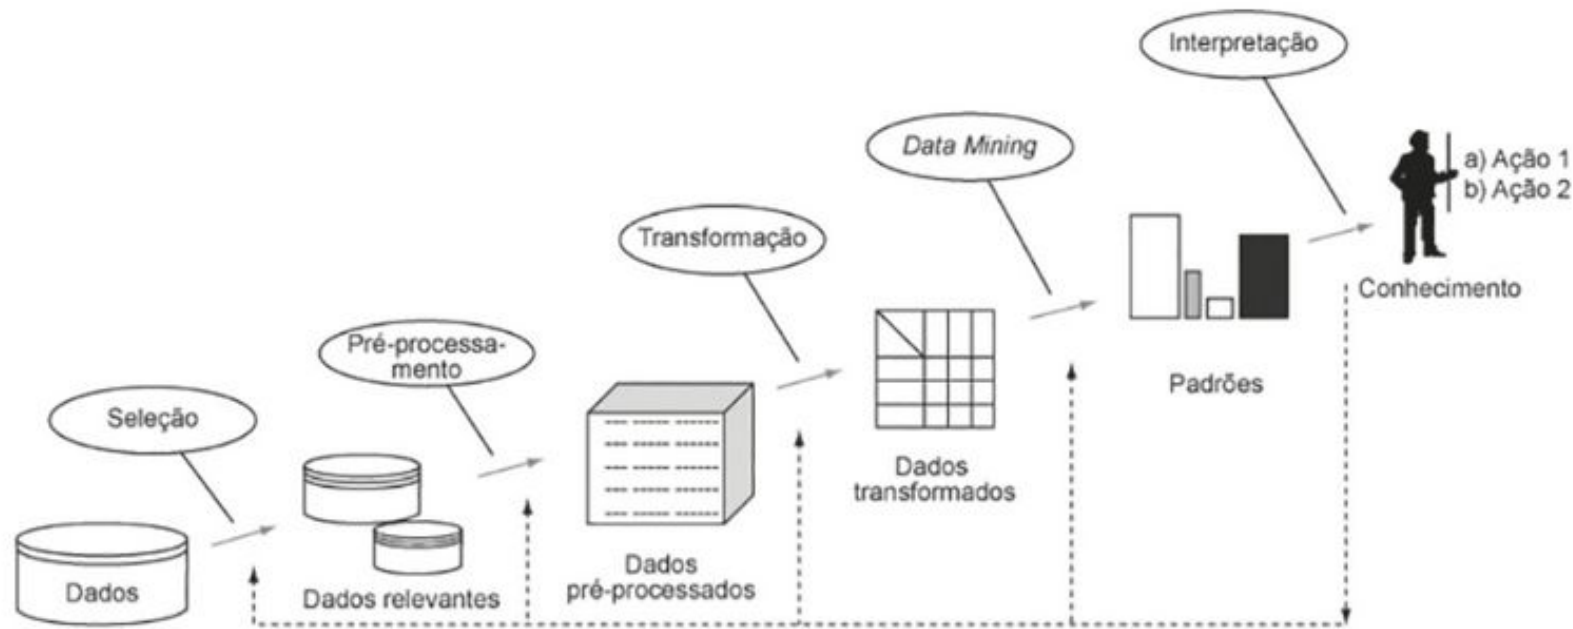 Interpretação
Data Mining
a) Ação 1
b) Ação 2
Transformação
Conhecimento
Pré-processa-
mento
Padrões
Seleção
Dados
transformados
Dados
pré-processados
Dados
Dados relevantes